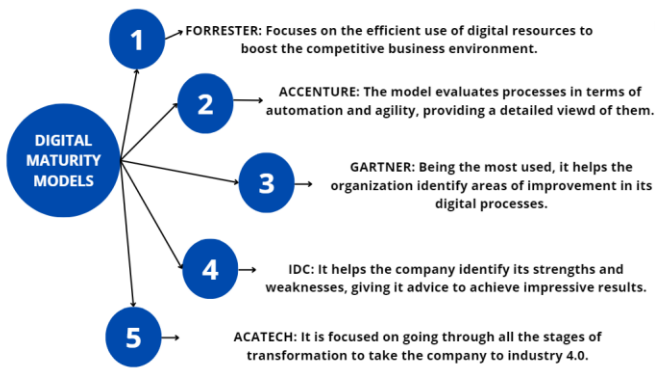 DIGITAL
MATURITY
MODELS
1
FORRESTER: Focuses on the efficient use of digital resources to
boost the competitive business environment.
2
ACCENTURE: The model evaluates processes in terms of
automation and agility, providing a detailed viewd of them.
3
GARTNER: Being the most used, it helps the
organization identify areas of improvement in its
digital processes.
4
IDC: It helps the company identify its strengths and
weaknesses, giving it advice to achieve impressive results.
5
ACATECH: It is focused on going through all the stages of
transformation to take the company to industry 4.0.